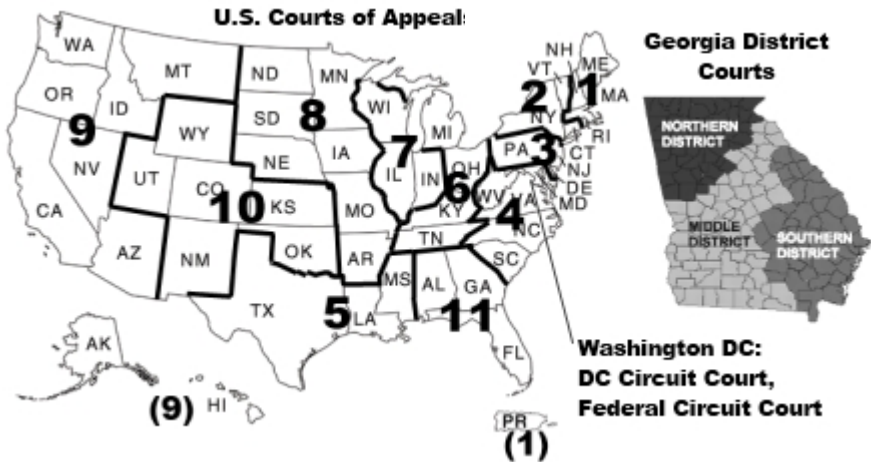 U.S. Courts of Appeals
Georgia District
Courts
WA
MT
ND
MN
VT
NH
ME
OR
ID
SD
WI
MI
NY
MA
RI
CT
NJ
DE
MD
WY
NE
IA
PA
NV
UT
CO
KS
IL
IN
OH
WV
VA
KY
MO
CA
AZ
NM
OK
AR
TN
NC
SC
MS
AL
GA
TX
LA
FL
AK
HI
PR
1
2
3
4
5
6
7
8
9
10
11
(9)
(1)
NORTHERN
DISTRICT
MIDDLE
DISTRICT
SOUTHERN
DISTRICT
Washington DC:
DC Circuit Court,
Federal Circuit Court